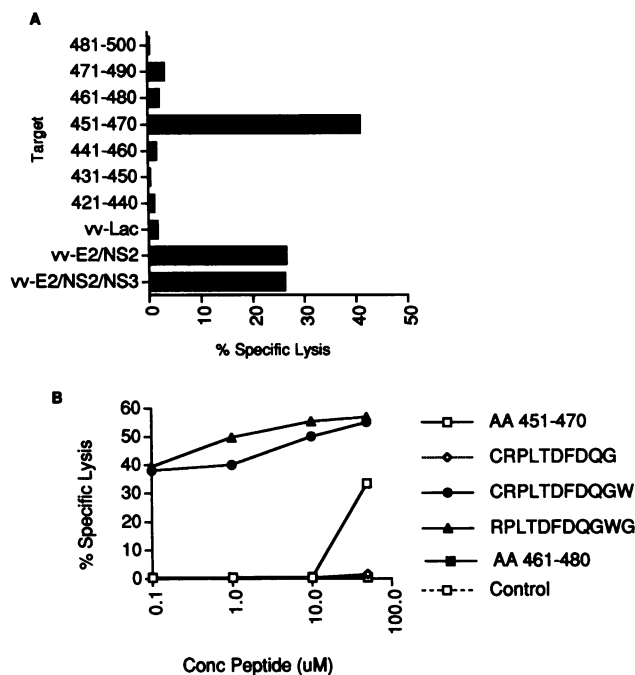 A
Target
481-500
471-490
461-480
451-470
441-460
431-450
421-440
vv-Lac
vv-E2/NS2
vv-E2/NS2/NS3
0
10
20
30
40
50
% Specific Lysis
B
% Specific Lysis
60
50
40
30
20
10
0
0.1
1.0
10.0
100.0
Conc Peptide (uM)
AA 451-470
CRPLTDFDQG
CRPLTDFDQGW
RPLTDFDQGWG
AA 461-480
Control